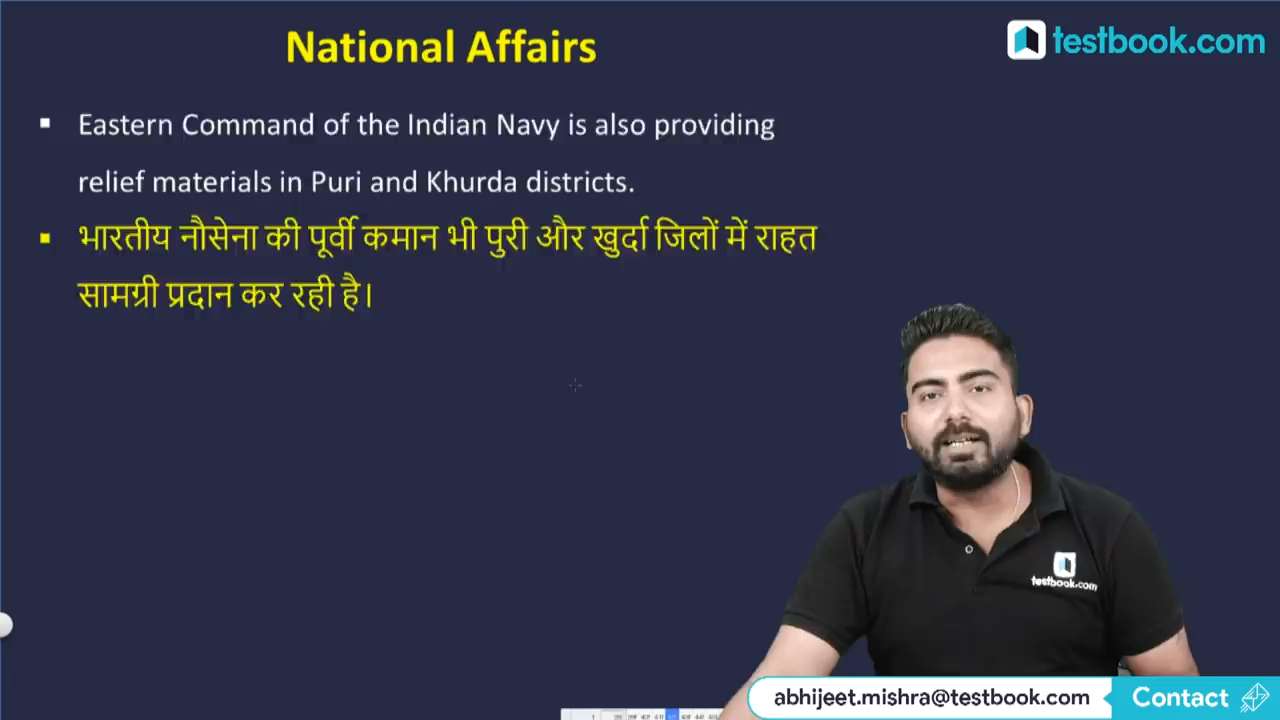 National Affairs
testbook.com
Eastern Command of the Indian Navy is also providing
relief materials in Puri and Khurda districts.
भारतीय नौसेना की पूर्वी कमान भी पुरी और खुर्दा जिलों में राहत
सामग्री प्रदान कर रही है।
testbook.com
abhijeet.mishra@testbook.com
Contact